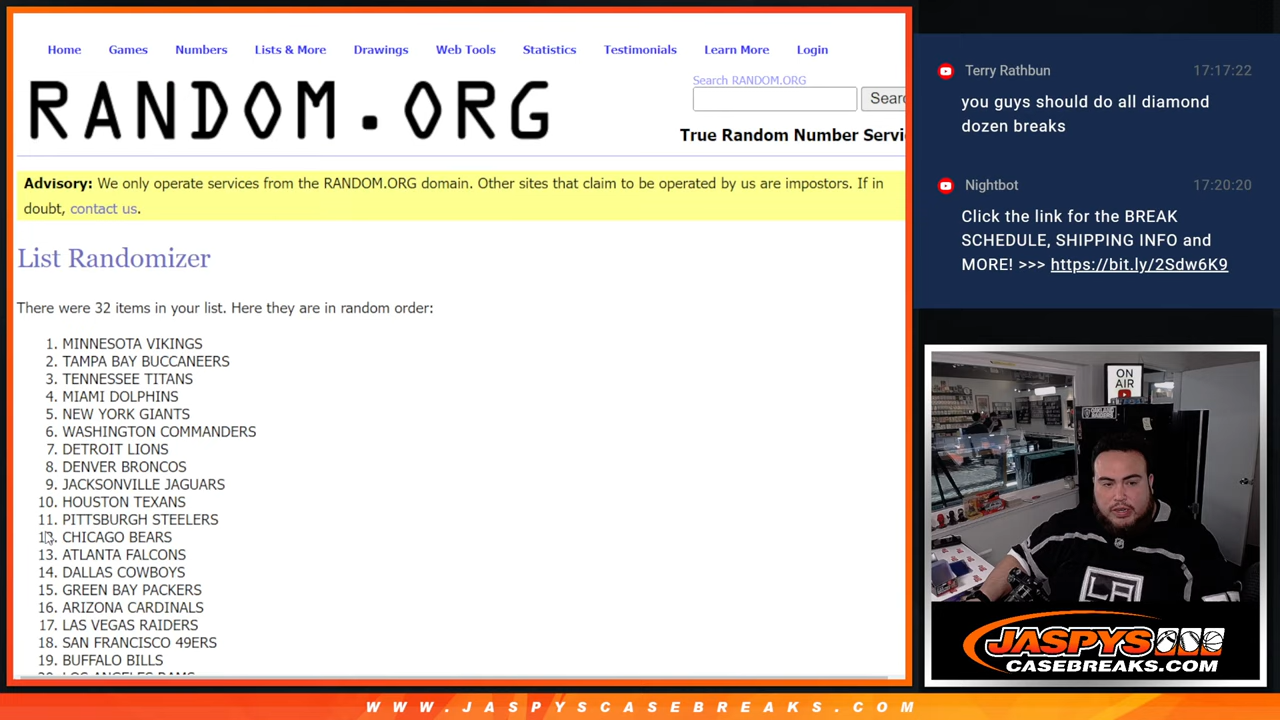 Home Games Numbers Lists & More Drawings Web Tools Statistics Testimonials Learn More Login
RANDOM.ORG
Search RANDOM.ORG
Searc
True Random Number Servi
Advisory: We only operate services from the RANDOM.ORG domain. Other sites that claim to be operated by us are impostors. If in
doubt, contact us.
List Randomizer
There were 32 items in your list. Here they are in random order:
1. MINNESOTA VIKINGS
2. TAMPA BAY BUCCANEERS
3. TENNESSEE TITANS
4. MIAMI DOLPHINS
5. NEW YORK GIANTS
6. WASHINGTON COMMANDERS
7. DETROIT LIONS
8. DENVER BRONCOS
9. JACKSONVILLE JAGUARS
10. HOUSTON TEXANS
11. PITTSBURGH STEELERS
12. CHICAGO BEARS
13. ATLANTA FALCONS
14. DALLAS COWBOYS
15. GREEN BAY PACKERS
16. ARIZONA CARDINALS
17. LAS VEGAS RAIDERS
18. SAN FRANCISCO 49ERS
19. BUFFALO BILLS
20. LOS ANGELES RAMS
Terry Rathbun 17:17:22
you guys should do all diamond
dozen breaks
Nightbot 17:20:20
Click the link for the BREAK
SCHEDULE, SHIPPING INFO and
MORE! >>> https://bit.ly/2Sdw6K9
ON
AIR
LA
JASPYS
CASEBREAKS.COM
WWW.JASPYSCASEBREAKS.COM